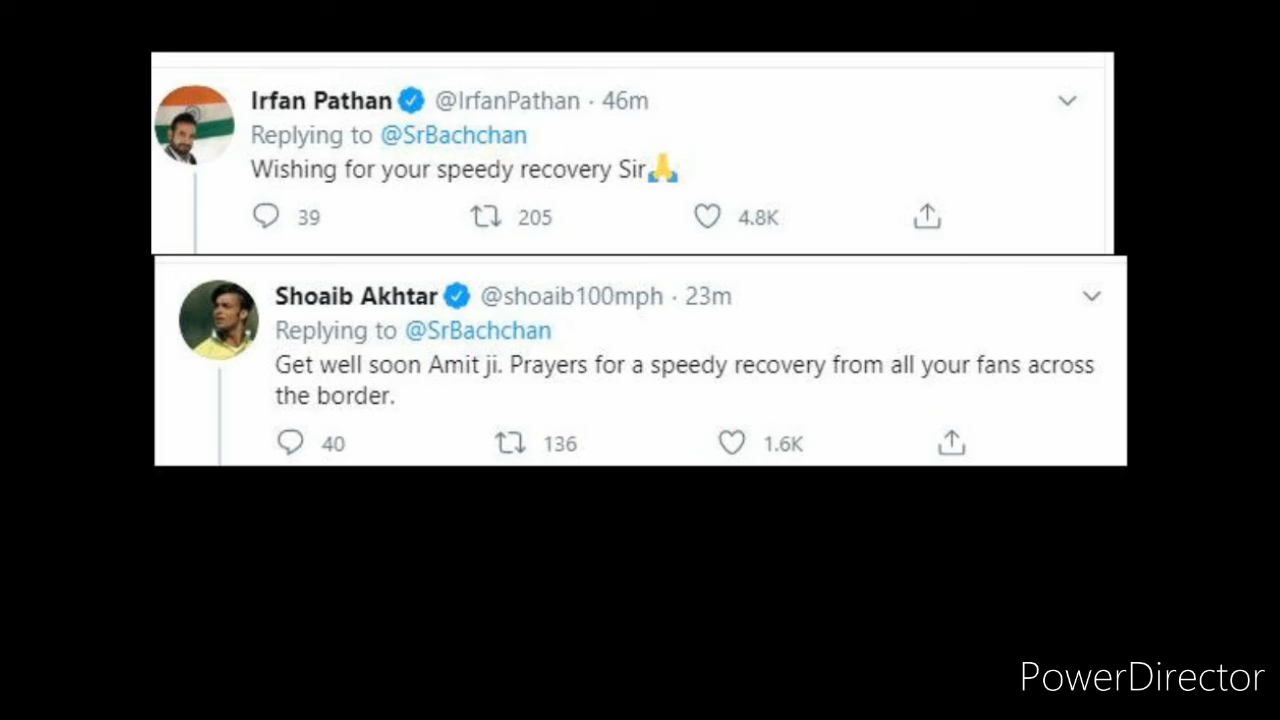 Irfan Pathan @IrfanPathan · 46m
Replying to @SrBachchan
Wishing for your speedy recovery Sir🙏
39 205 4.8K
Shoaib Akhtar @shoaib100mph · 23m
Replying to @SrBachchan
Get well soon Amit ji. Prayers for a speedy recovery from all your fans across
the border.
40 136 1.6K
PowerDirector